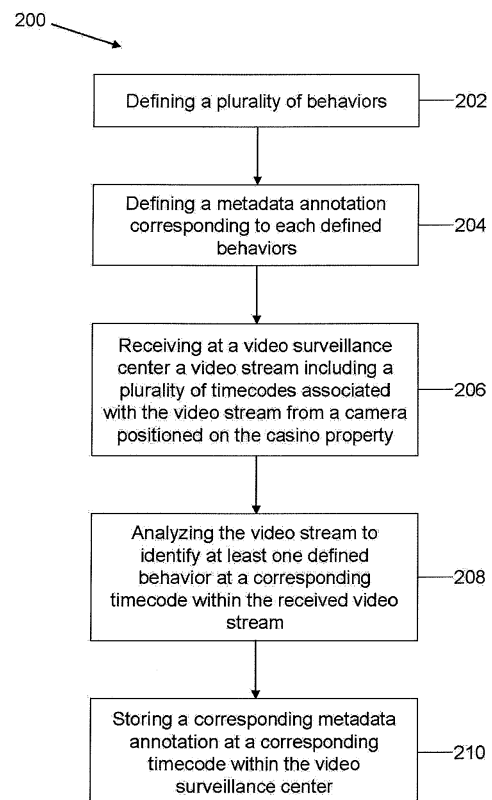 200
Defining a plurality of behaviors
202
Defining a metadata annotation
corresponding to each defined
behaviors
204
Receiving at a video surveillance
center a video stream including a
plurality of timecodes associated
with the video stream from a camera
positioned on the casino property
206
Analyzing the video stream to
identify at least one defined
behavior at a corresponding
timecode within the received video
stream
208
Storing a corresponding metadata
annotation at a corresponding
timecode within the video
surveillance center
210